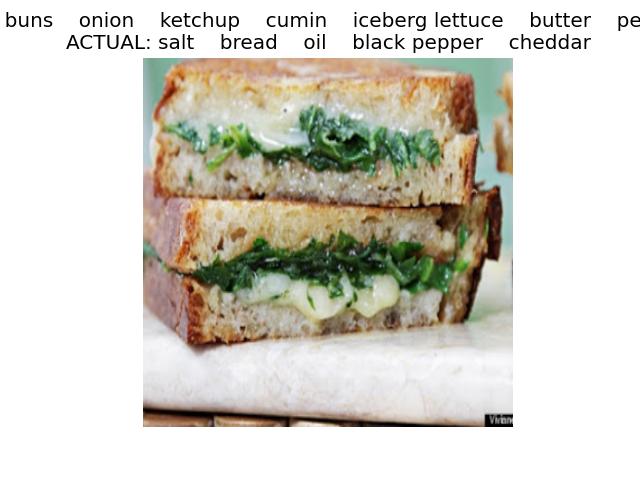 buns onion ketchup cumin iceberg lettuce butter
ACTUAL: salt bread oil black pepper cheddar